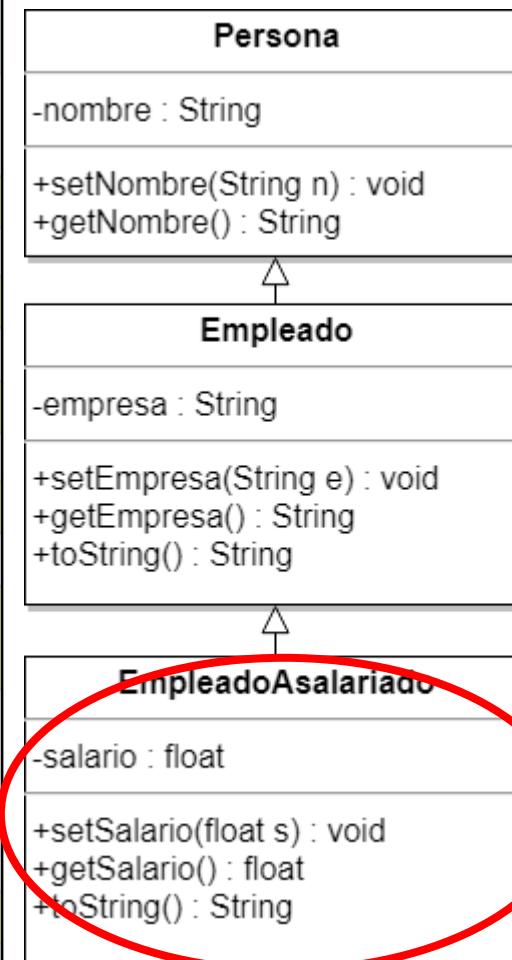 Persona
-nombre : String
+setNombre(String n) : void
+getNombre() : String
Empleado
-empresa : String
+setEmpresa(String e) : void
+getEmpresa() : String
+toString() : String
EmpleadoAsalariado
-salario : float
+setSalario(float s) : void
+getSalario() : float
+toString() : String